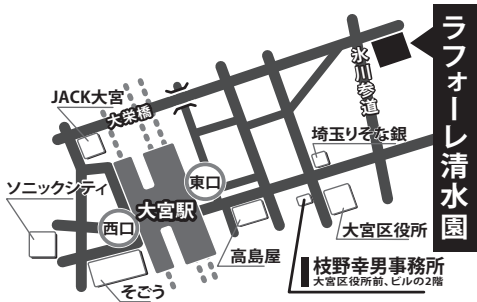 ラフォーレ清水園
氷川参道
JACK大宮
大栄橋
埼玉りそな銀
ソニックシティ
東口
大宮駅
西口
大宮区役所
高島屋
枝野幸男事務所
大宮区役所前、ビルの2階
そごう